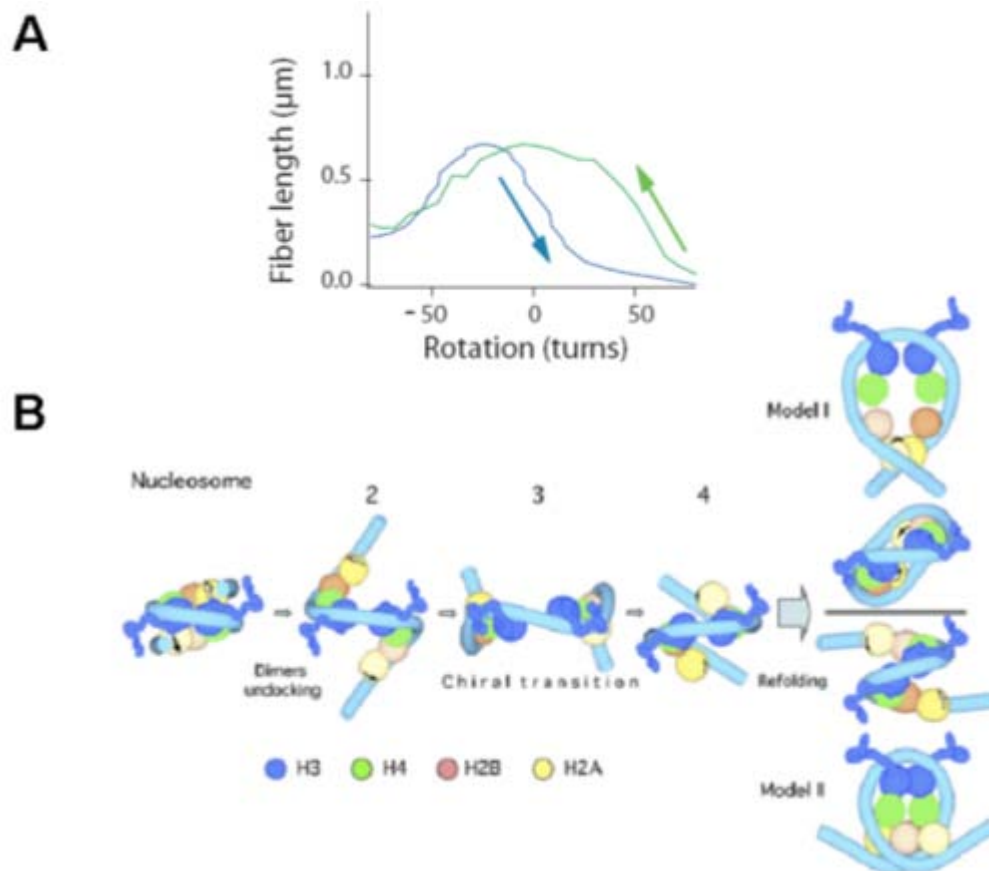 A
Fiber length (µm)
1.0
0.5
0.0
-50 0 50
Rotation (turns)
B
Model I
Nucleosome
2 3 4
Dimers
undocking
Chiral transition
Refolding
H3 H4 H2B H2A
Model II